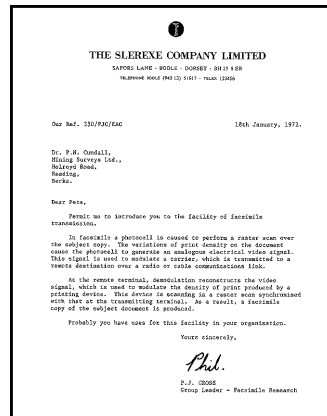 THE SLEREXE COMPANY LIMITED
SAPORS LANE - BOOLE - DORSET - BH 25 8 ER
TELEPHONE BOOLE (945 13) 51617 - TELEX 123456
Our Ref. 350/PJC/EAC
18th January, 1972.
Dr. P.N. Cundall,
Mining Surveys Ltd.,
Holroyd Road,
Reading,
Berks.
Dear Pete,
Permit me to introduce you to the facility of facsimile
transmission.
In facsimile a photocell is caused to perform a raster scan over
the subject copy. The variations of print density on the document
cause the photocell to generate an analogous electrical video signal.
This signal is used to modulate a carrier, which is transmitted to a
remote destination over a radio or cable communications link.
At the remote terminal, demodulation reconstructs the video
signal, which is used to modulate the density of print produced by a
printing device. This device is scanning in a raster scan synchronised
with that at the transmitting terminal. As a result, a facsimile
copy of the subject document is produced.
Probably you have uses for this facility in your organisation.
Yours sincerely,
Phil.
P.J. CROSS
Group Leader - Facsimile Research